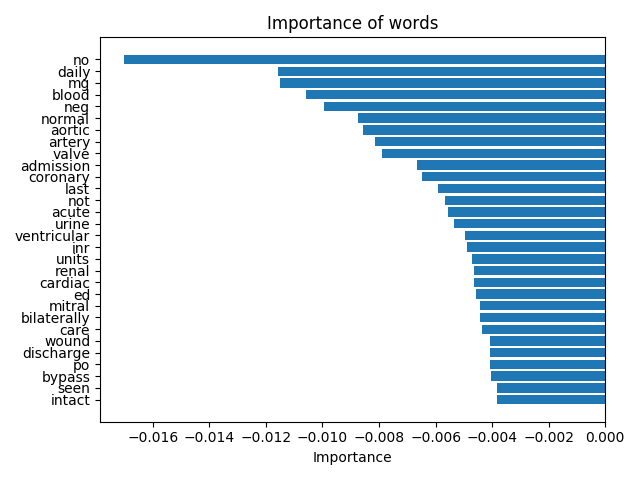 Importance of words
no
daily
mg
blood
neg
normal
aortic
artery
valve
admission
coronary
last
not
acute
urine
ventricular
inr
units
renal
cardiac
ed
mitral
bilaterally
care
wound
discharge
po
bypass
seen
intact
−0.016 −0.014 −0.012 −0.010 −0.008 −0.006 −0.004 −0.002 0.000
Importance